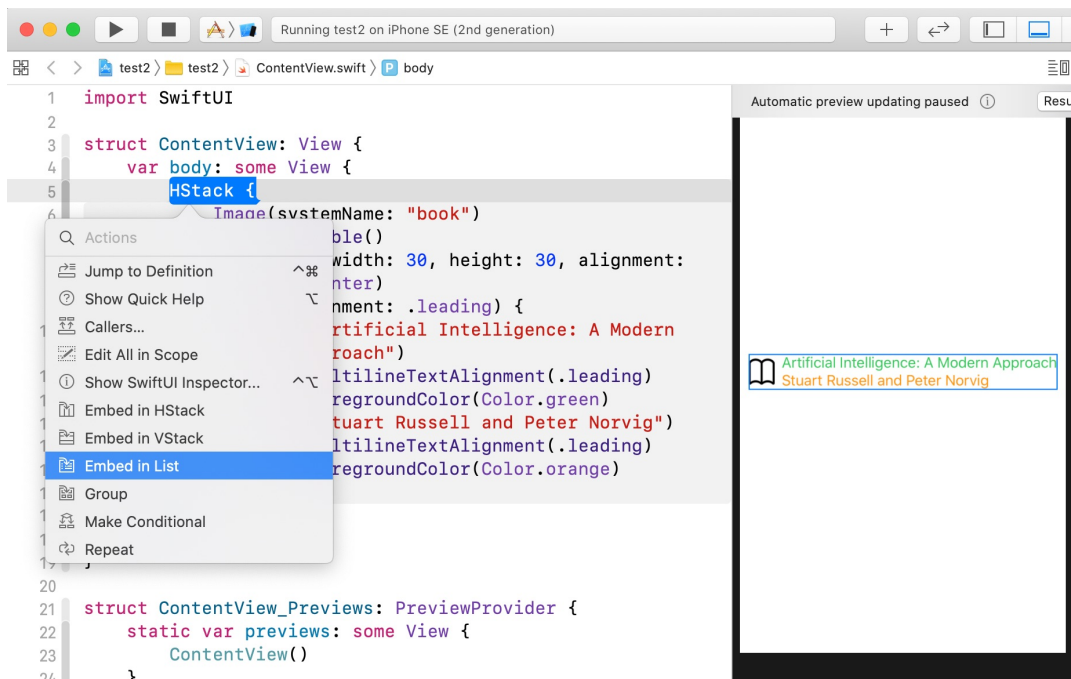 Running test2 on iPhone SE (2nd generation)
test2 test2 ContentView.swift P body
Automatic preview updating paused Resu
1 import SwiftUI
2
3 struct ContentView: View {
4 var body: some View {
5 HStack {
6 Image(systemName: "book")
ble()
width: 30, height: 30, alignment:
nter)
nment: .leading) {
rtificial Intelligence: A Modern
roach")
ltilineTextAlignment(.leading)
regroundColor(Color.green)
tuart Russell and Peter Norvig")
ltilineTextAlignment(.leading)
regroundColor(Color.orange)
19 }
20
21 struct ContentView_Previews: PreviewProvider {
22 static var previews: some View {
23 ContentView()
24 }
Actions
Jump to Definition ^⌘
Show Quick Help ⌥
Callers...
Edit All in Scope
Show SwiftUI Inspector... ^⌥
Embed in HStack
Embed in VStack
Embed in List
Group
Make Conditional
Repeat
Artificial Intelligence: A Modern Approach
Stuart Russell and Peter Norvig